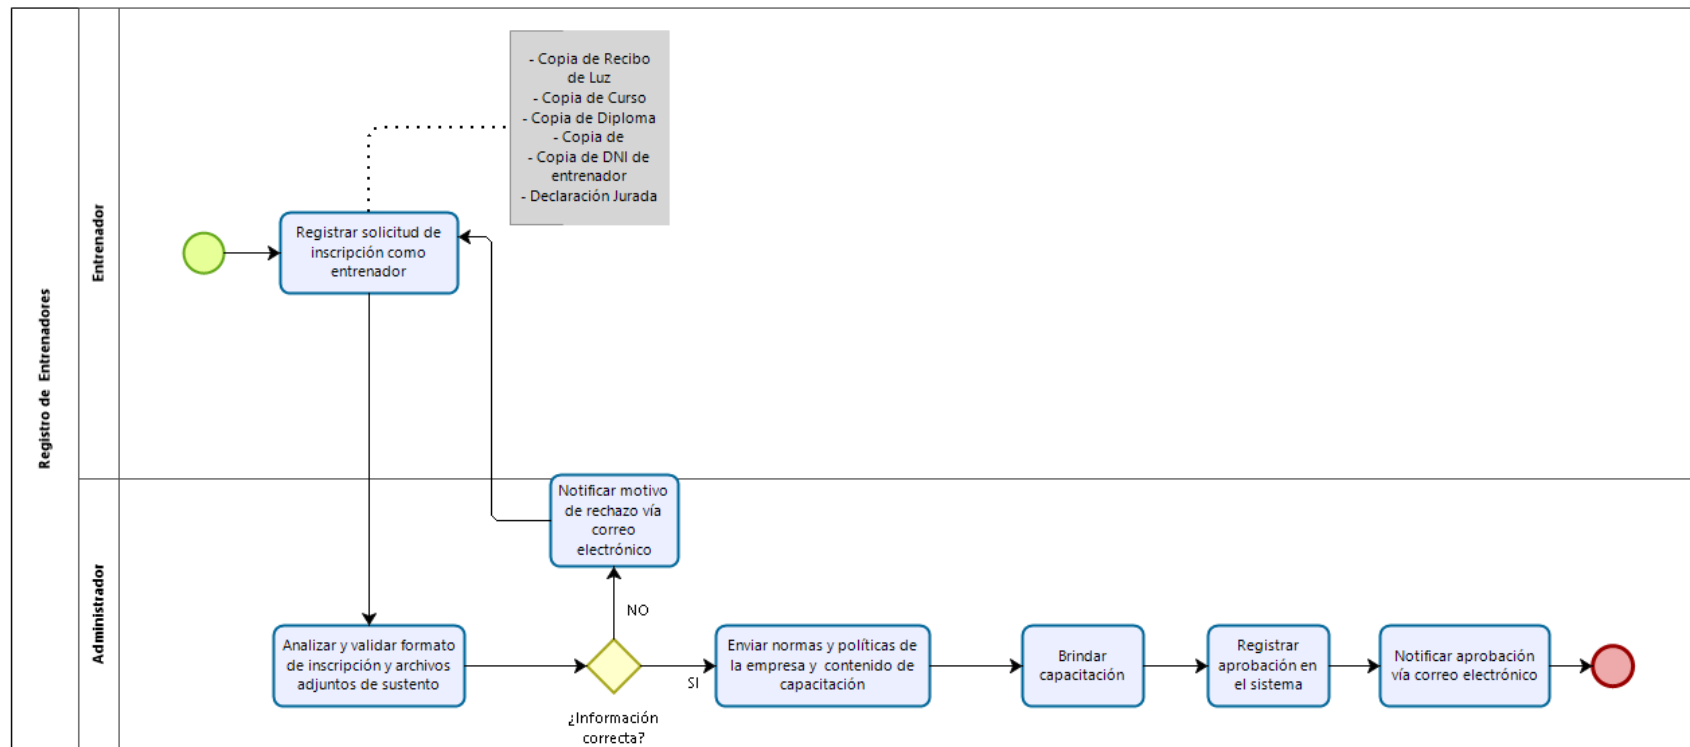 Registro de Entrenadores
Entrenador
- Copia de Recibo
de Luz
- Copia de Curso
- Copia de Diploma
- Copia de
- Copia de DNI de
entrenador
- Declaración Jurada
Registrar solicitud de
inscripción como
entrenador
Administrador
Notificar motivo
de rechazo vía
correo
electrónico
NO
Analizar y validar formato
de inscripción y archivos
adjuntos de sustento
¿Información
correcta?
SI
Enviar normas y políticas de
la empresa y contenido de
capacitación
Brindar
capacitación
Registrar
aprobación en
el sistema
Notificar aprobación
vía correo electrónico